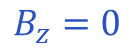 B_z = 0